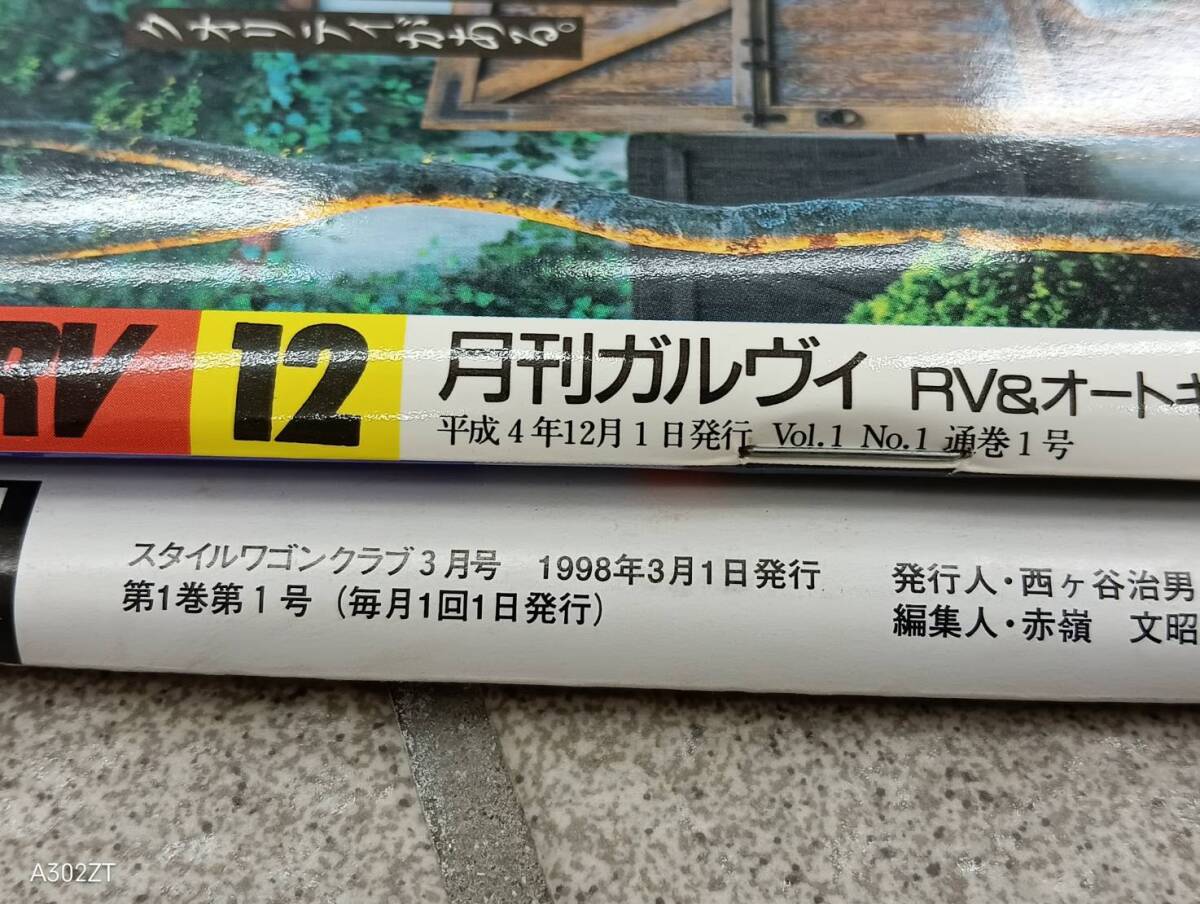 クオリティがある。
RV 12 月刊ガルヴィ RV&オートキ
平成4年12月1日発行 Vol.1 No.1 通巻1号
スタイルワゴンクラブ3月号 1998年3月1日発行
第1巻第1号(毎月1回1日発行)
発行人・西ヶ谷治男
編集人・赤嶺 文昭
A302ZT